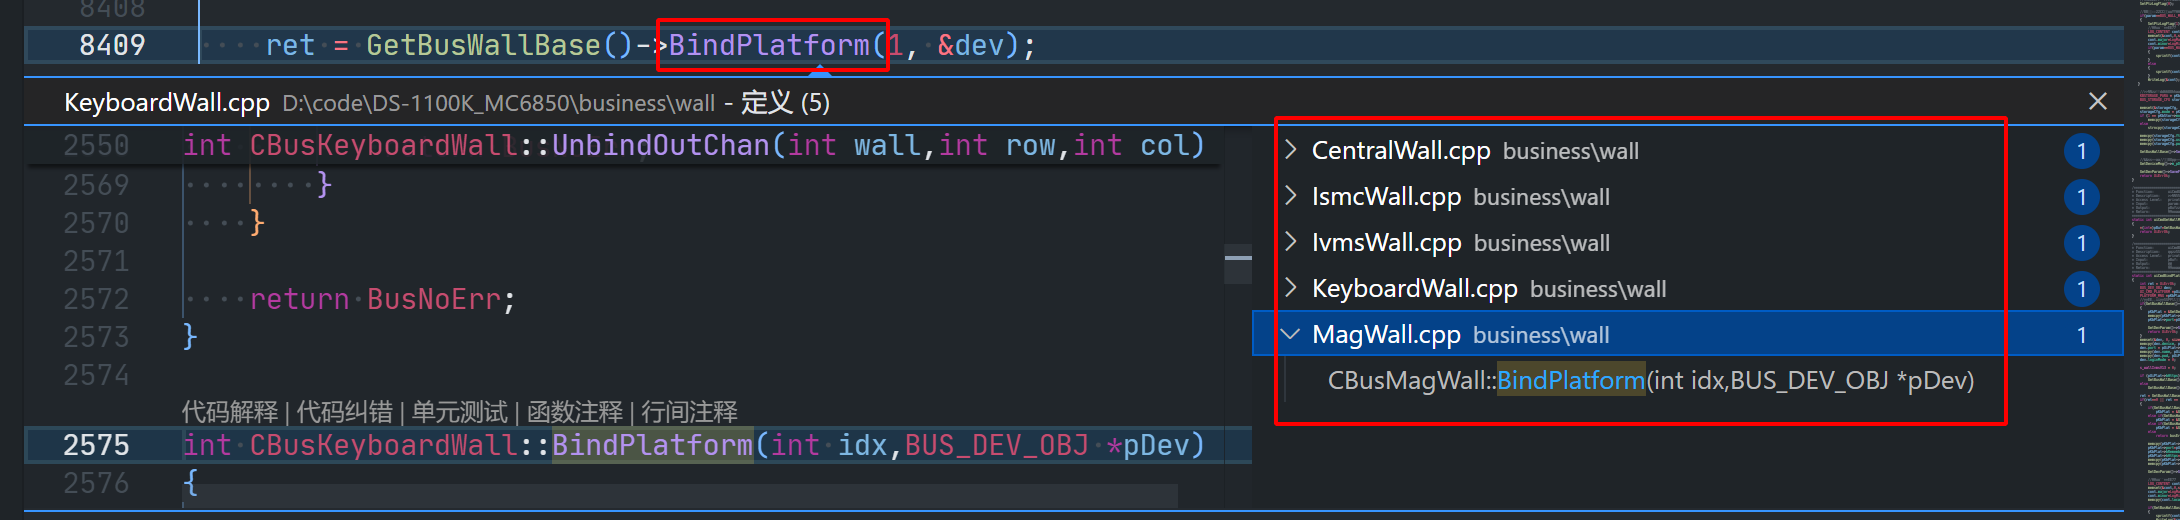 8408
8409 ret = GetBusWallBase()->BindPlatform(1, &dev);
KeyboardWall.cpp D:\code\DS-1100K_MC6850\business\wall - 定义 (5)
2550 int CBusKeyboardWall::UnbindOutChan(int wall,int row,int col)
2569 }
2570 }
2571
2572 return BusNoErr;
2573 }
2574
代码解释 | 代码纠错 | 单元测试 | 函数注释 | 行间注释
2575 int CBusKeyboardWall::BindPlatform(int idx,BUS_DEV_OBJ *pDev)
2576 {
CentralWall.cpp business\wall 1
IsmcWall.cpp business\wall 1
IvmsWall.cpp business\wall 1
KeyboardWall.cpp business\wall 1
MagWall.cpp business\wall 1
CBusMagWall::BindPlatform(int idx,BUS_DEV_OBJ *pDev)